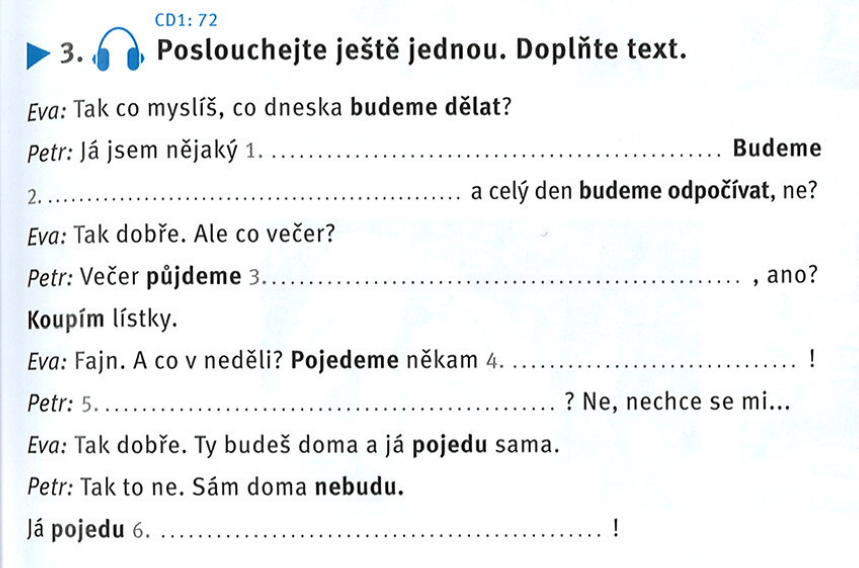 CD1: 72
3. Poslouchejte ještě jednou. Doplňte text.
Eva: Tak co myslíš, co dneska budeme dělat?
Petr: Já jsem nějaký 1. ................................................ Budeme
2. ................................................ a celý den budeme odpočívat, ne?
Eva: Tak dobře. Ale co večer?
Petr: Večer půjdeme 3. ................................................ , ano?
Koupím lístky.
Eva: Fajn. A co v neděli? Pojedeme někam 4. ................................ !
Petr: 5. ................................................ ? Ne, nechce se mi...
Eva: Tak dobře. Ty budeš doma a já pojedu sama.
Petr: Tak to ne. Sám doma nebudu.
Já pojedu 6. ................................................ !